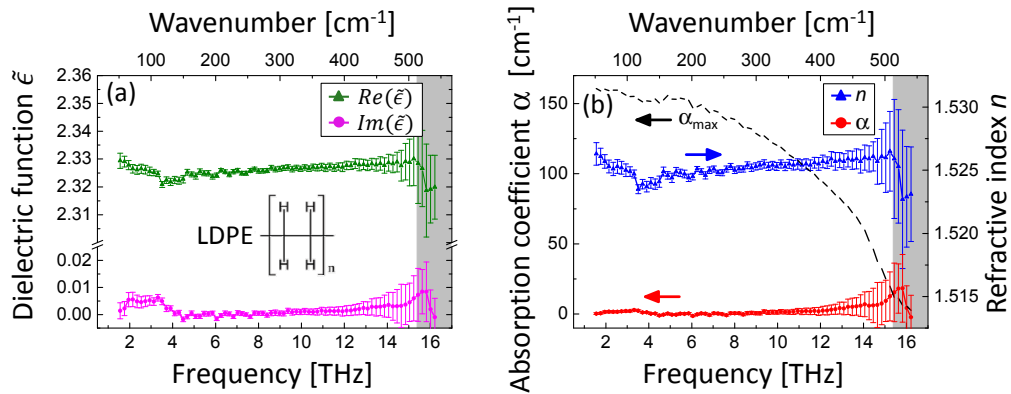 Wavenumber [cm⁻¹]
100 200 300 400 500
Dielectric function ε̃
2.36
2.35
2.34
2.33
2.32
2.31
0.02
0.01
0.00
(a)
Re(ε̃)
Im(ε̃)
LDPE
H H
H H
n
2 4 6 8 10 12 14 16
Frequency [THz]
Wavenumber [cm⁻¹]
100 200 300 400 500
Absorption coefficient α [cm⁻¹]
150
100
50
0
(b)
αmax
n
α
1.530
1.525
1.520
1.515
Refractive index n
2 4 6 8 10 12 14 16
Frequency [THz]